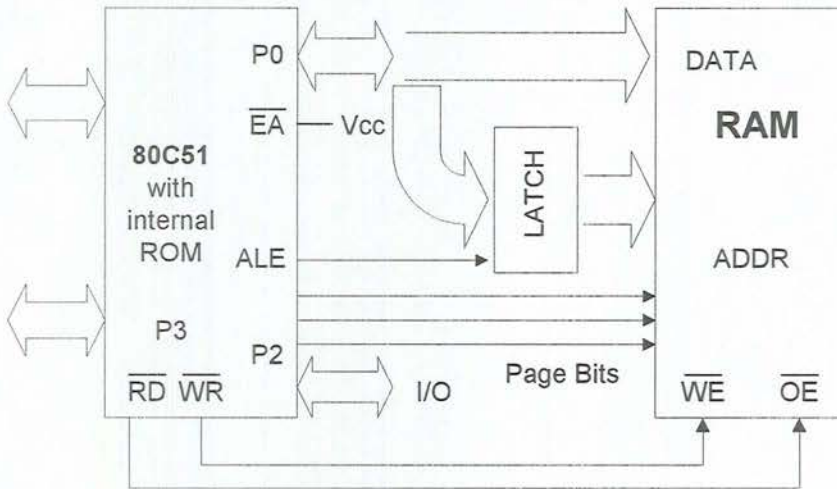 P0
DATA
EA
Vcc
RAM
80C51
with
internal
ROM
LATCH
ALE
ADDR
P3
P2
Page Bits
I/O
RD WR
WE OE